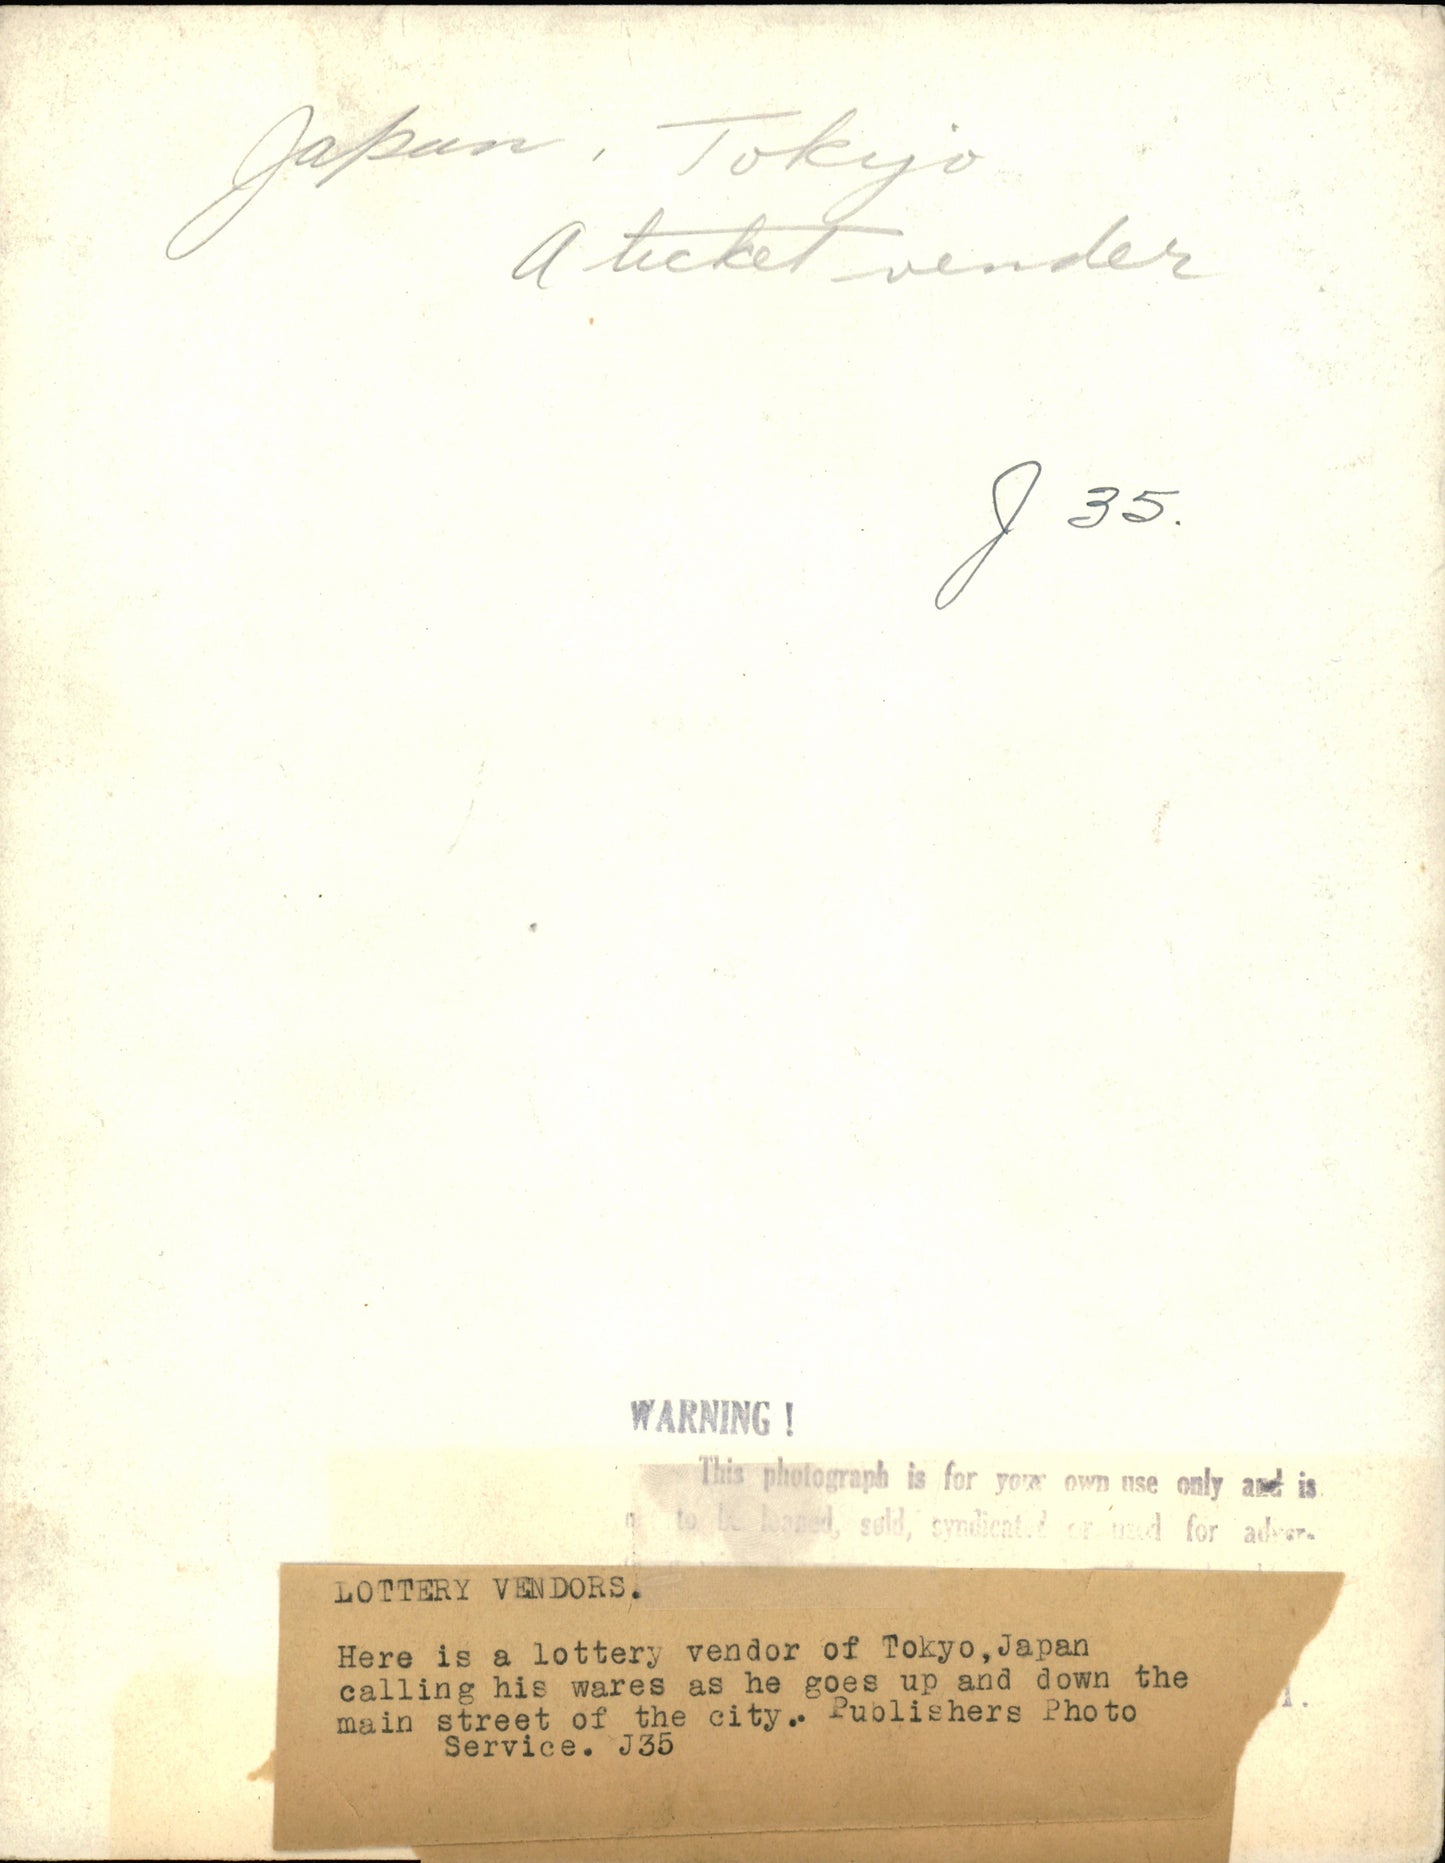 Japan, Tokyo
A ticket vender
J 35.
WARNING !
This photograph is for your own use only and is
to be loaned, sold, syndicated or used for adver-
LOTTERY VENDORS.
Here is a lottery vendor of Tokyo,Japan
calling his wares as he goes up and down the
main street of the city.. Publishers Photo
Service. J35